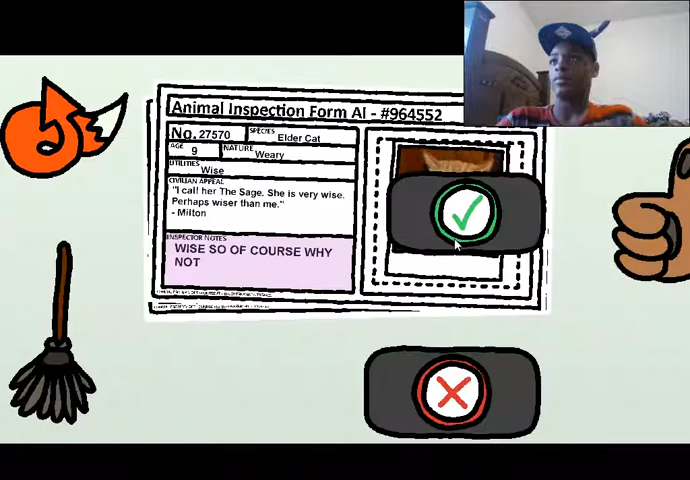 Animal Inspection Form AI - #964552
No. 27570 SPECIES Elder Cat
AGE 9 NATURE Weary
UTILITIES Wise
CIVILIAN APPEAL
"I call her The Sage. She is very wise.
Perhaps wiser than me."
- Milton
INSPECTOR NOTES
WISE SO OF COURSE WHY
NOT